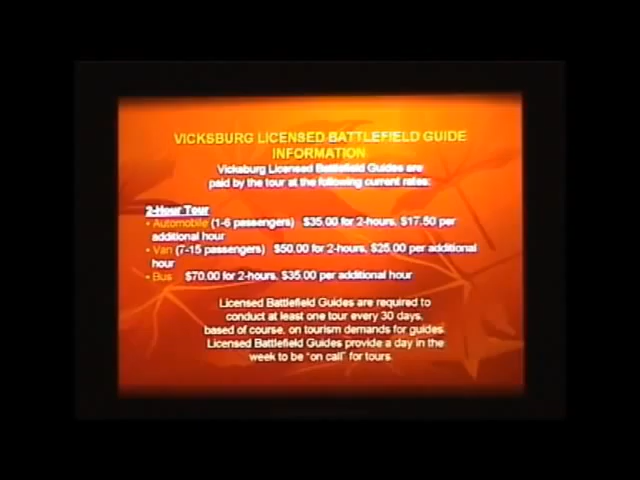 VICKSBURG LICENSED BATTLEFIELD GUIDE
INFORMATION
Vicksburg Licensed Battlefield Guides are
paid by the tour at the following current rates:
2-Hour Tour
• Automobile (1-6 passengers) $35.00 for 2-hours, $17.50 per
additional hour
• Van (7-15 passengers) $50.00 for 2-hours, $25.00 per additional
hour
• Bus $70.00 for 2-hours, $35.00 per additional hour
Licensed Battlefield Guides are required to
conduct at least one tour every 30 days,
based of course, on tourism demands for guides.
Licensed Battlefield Guides provide a day in the
week to be "on call" for tours.